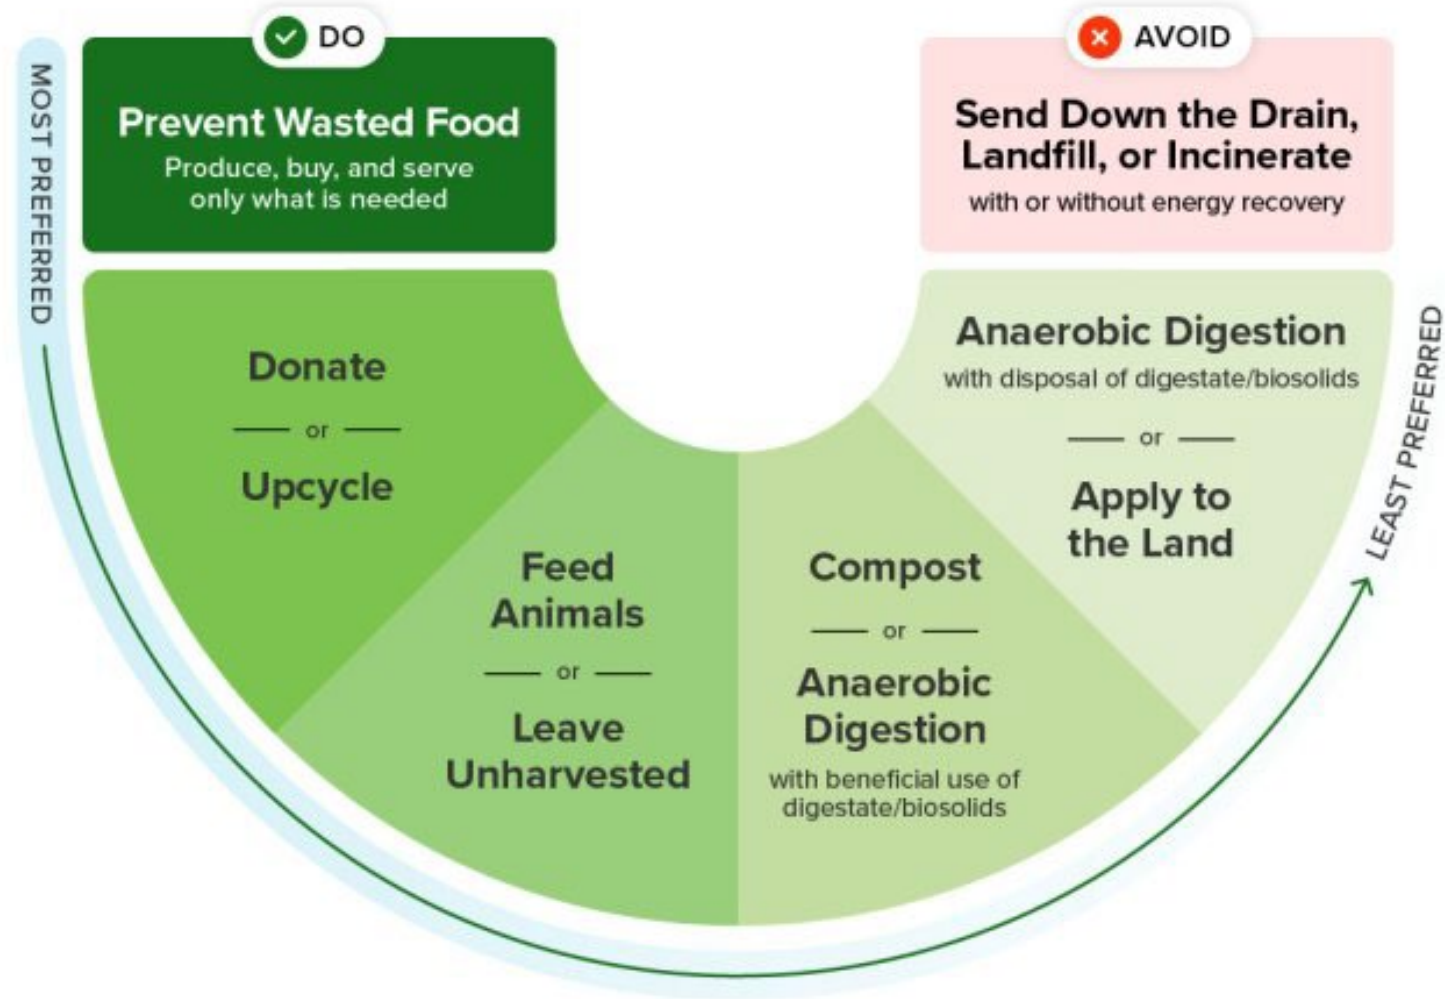 MOST PREFERRED
DO
Prevent Wasted Food
Produce, buy, and serve
only what is needed
Donate
or
Upcycle
Feed
Animals
or
Leave
Unharvested
Compost
or
Anaerobic
Digestion
with beneficial use of
digestate/biosolids
Anaerobic Digestion
with disposal of digestate/biosolids
or
Apply to
the Land
AVOID
Send Down the Drain,
Landfill, or Incinerate
with or without energy recovery
LEAST PREFERRED